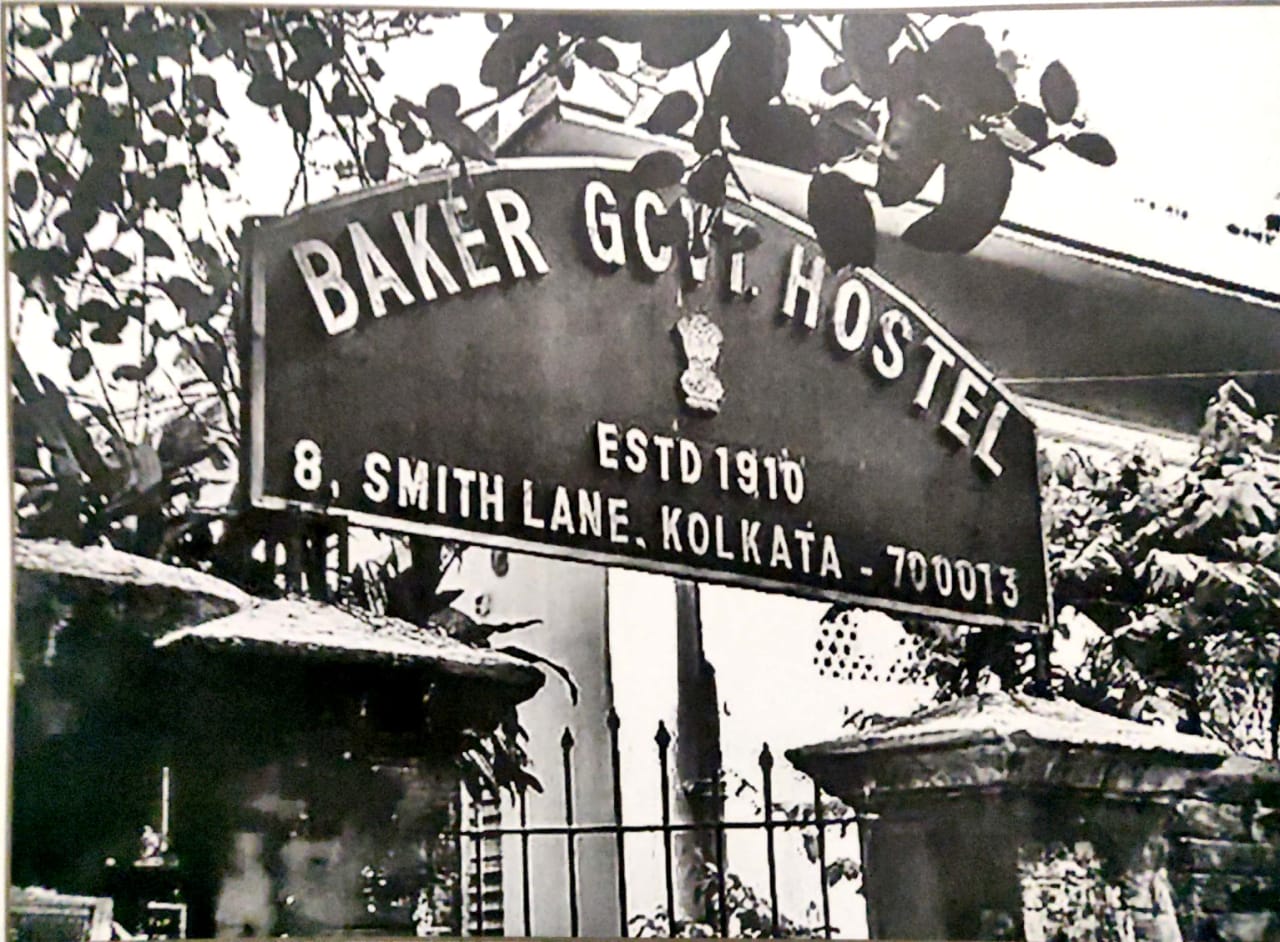 BAKER GOVT. HOSTEL
ESTD 1910
8, SMITH LANE. KOLKATA - 700013